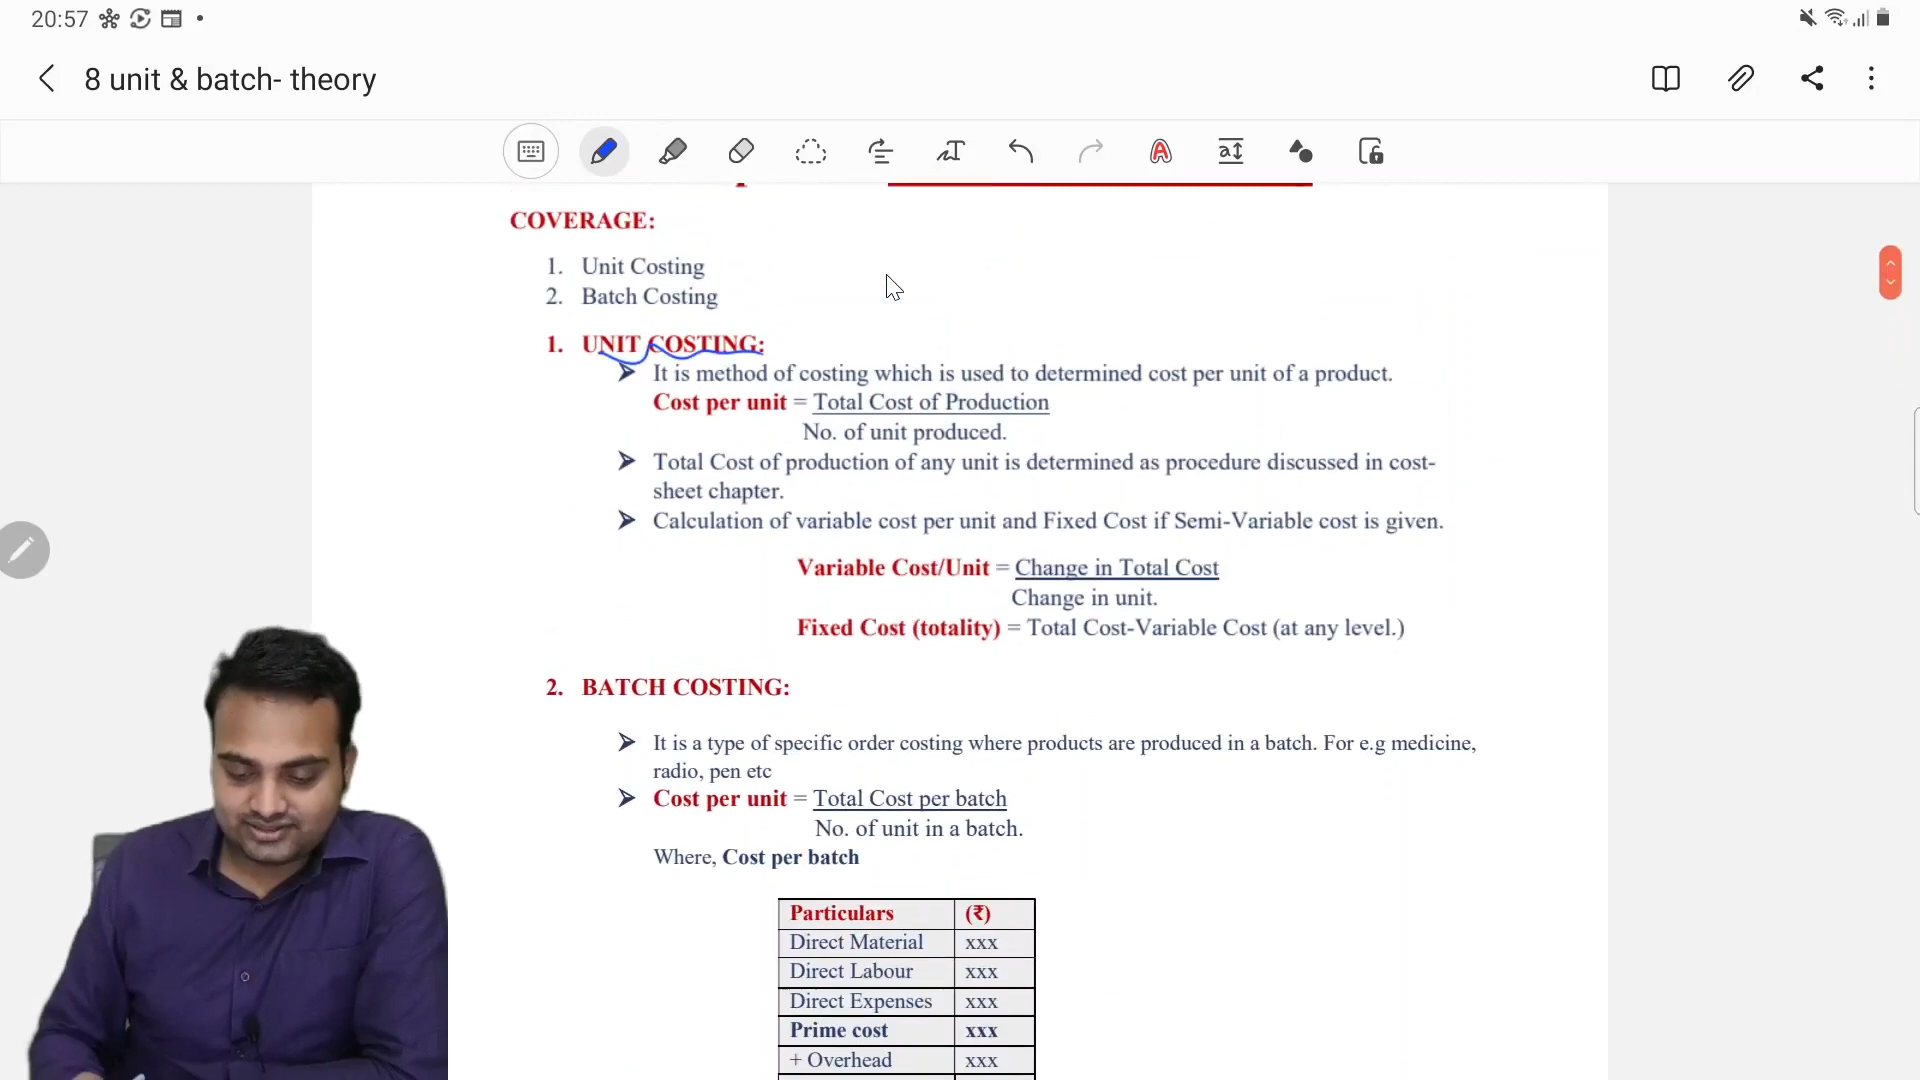 20:57
8 unit & batch- theory
COVERAGE:
1. Unit Costing
2. Batch Costing
1. UNIT COSTING:
➤ It is method of costing which is used to determined cost per unit of a product.
Cost per unit = Total Cost of Production
No. of unit produced.
➤ Total Cost of production of any unit is determined as procedure discussed in cost-
sheet chapter.
➤ Calculation of variable cost per unit and Fixed Cost if Semi-Variable cost is given.
Variable Cost/Unit = Change in Total Cost
Change in unit.
Fixed Cost (totality) = Total Cost-Variable Cost (at any level.)
2. BATCH COSTING:
➤ It is a type of specific order costing where products are produced in a batch. For e.g medicine,
radio, pen etc
➤ Cost per unit = Total Cost per batch
No. of unit in a batch.
Where, Cost per batch
Particulars (₹)
Direct Material xxx
Direct Labour xxx
Direct Expenses xxx
Prime cost xxx
+ Overhead xxx